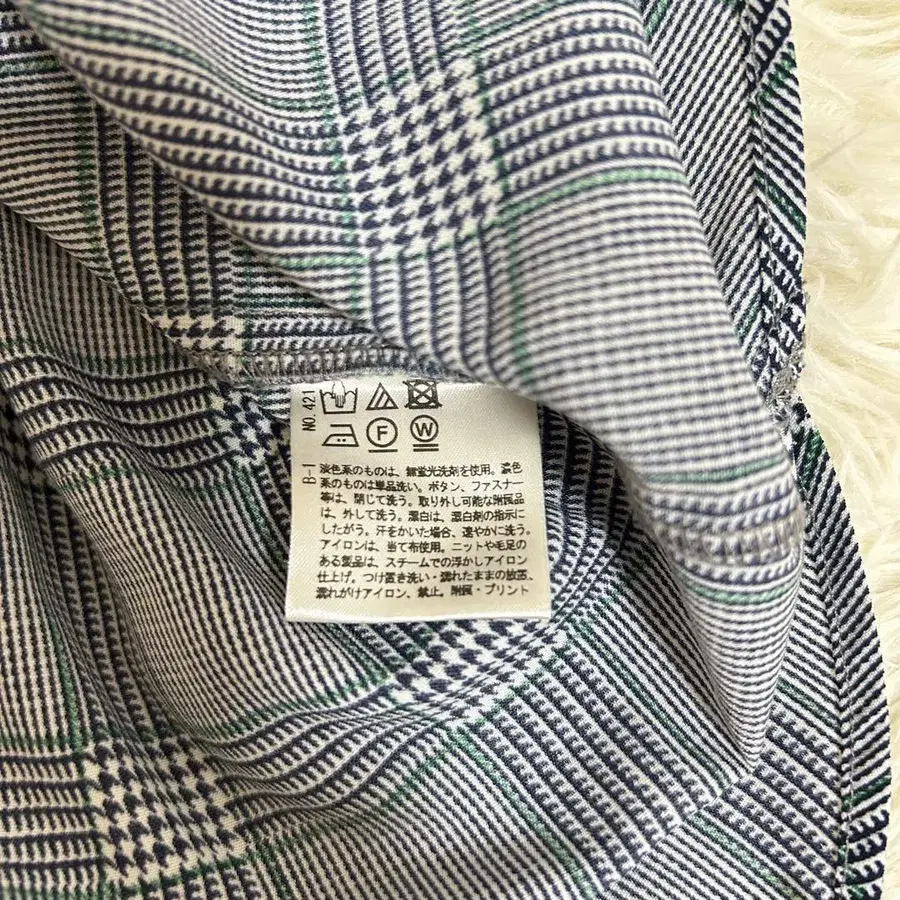 NO. 421
F
W
B-1
淡色系のものは、無蛍光洗剤を使用。濃色
系のものは単品洗い。ボタン、ファスナー
等は、閉じて洗う。取り外し可能な附属品
は、外して洗う。漂白は、漂白剤の指示に
したがう。汗をかいた場合、速やかに洗う。
アイロンは、当て布使用。ニットや毛足の
ある製品は、スチームでの浮かしアイロン
仕上げ。つけ置き洗い・濡れたままの放置、
濡れがけアイロン、禁止。附属・プリント